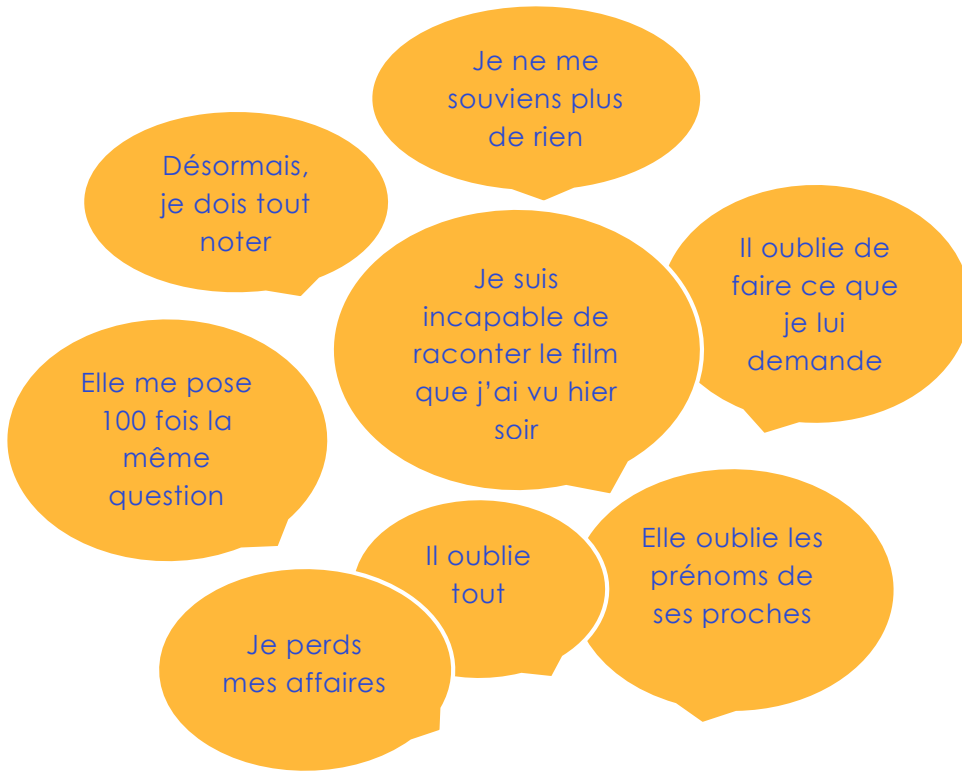 Je ne me
souviens plus
de rien
Désormais,
je dois tout
noter
Il oublie de
faire ce que
je lui
demande
Je suis
incapable de
raconter le film
que j’ai vu hier
soir
Elle me pose
100 fois la
même
question
Il oublie
tout
Elle oublie les
prénoms de
ses proches
Je perds
mes affaires